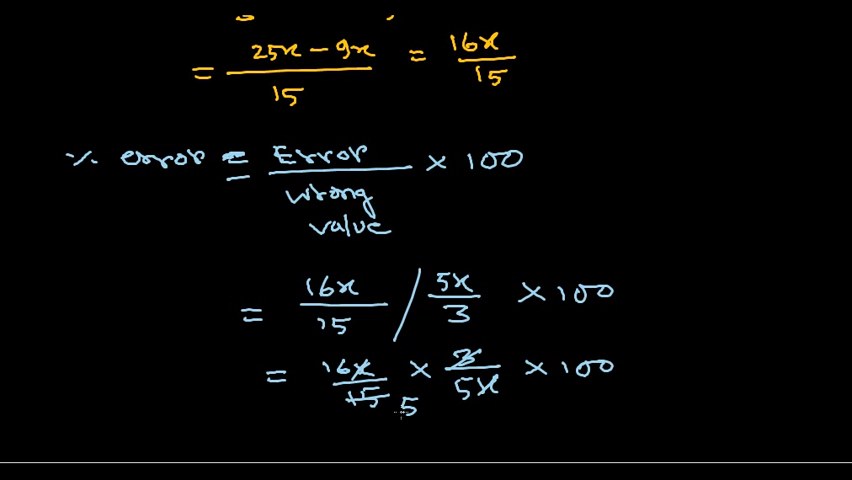 = 25x - 9x / 15 = 16x / 15
% error = Error / wrong value × 100
= 16x / 15 / 5x / 3 × 100
= 16x / 15 5 × 3 / 5x × 100